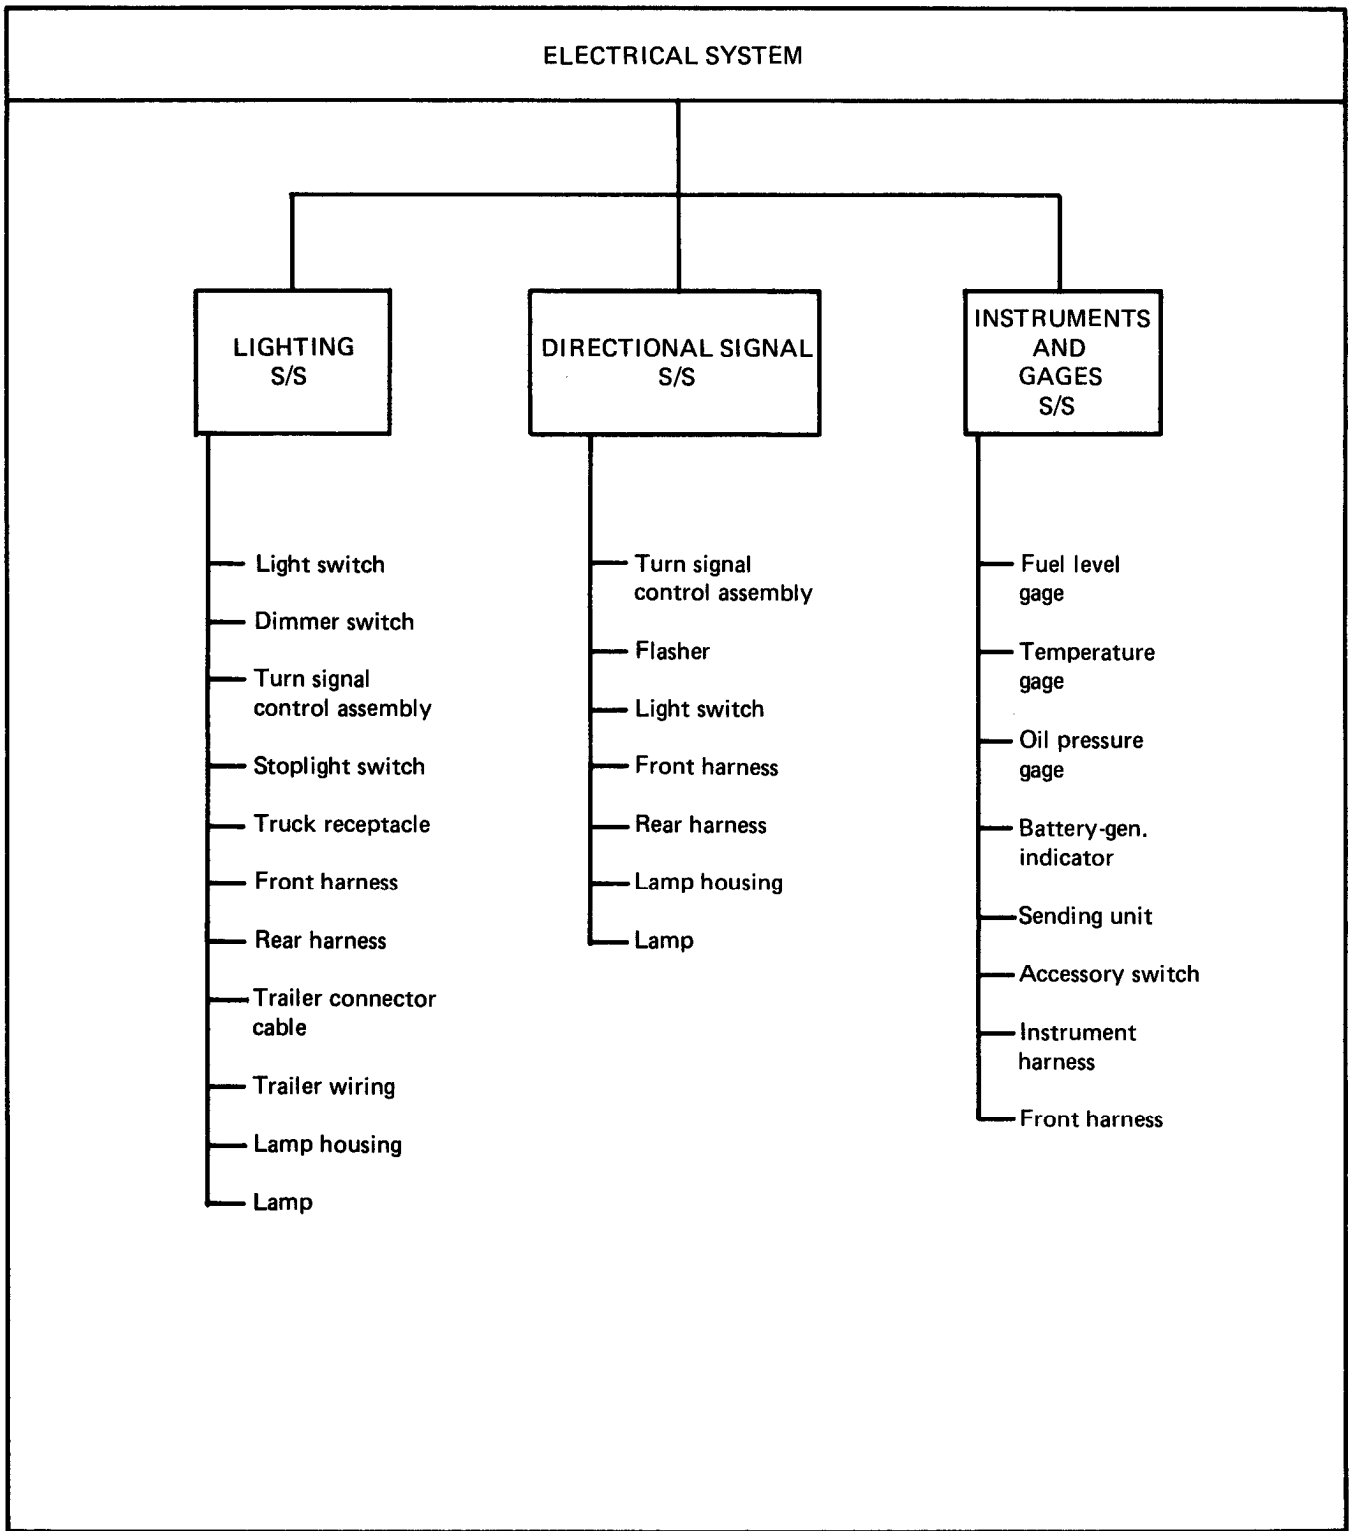 ELECTRICAL SYSTEM
LIGHTING
S/S
Light switch
Dimmer switch
Turn signal
control assembly
Stoplight switch
Truck receptacle
Front harness
Rear harness
Trailer connector
cable
Trailer wiring
Lamp housing
Lamp
DIRECTIONAL SIGNAL
S/S
Turn signal
control assembly
Flasher
Light switch
Front harness
Rear harness
Lamp housing
Lamp
INSTRUMENTS
AND
GAGES
S/S
Fuel level
gage
Temperature
gage
Oil pressure
gage
Battery-gen.
indicator
Sending unit
Accessory switch
Instrument
harness
Front harness